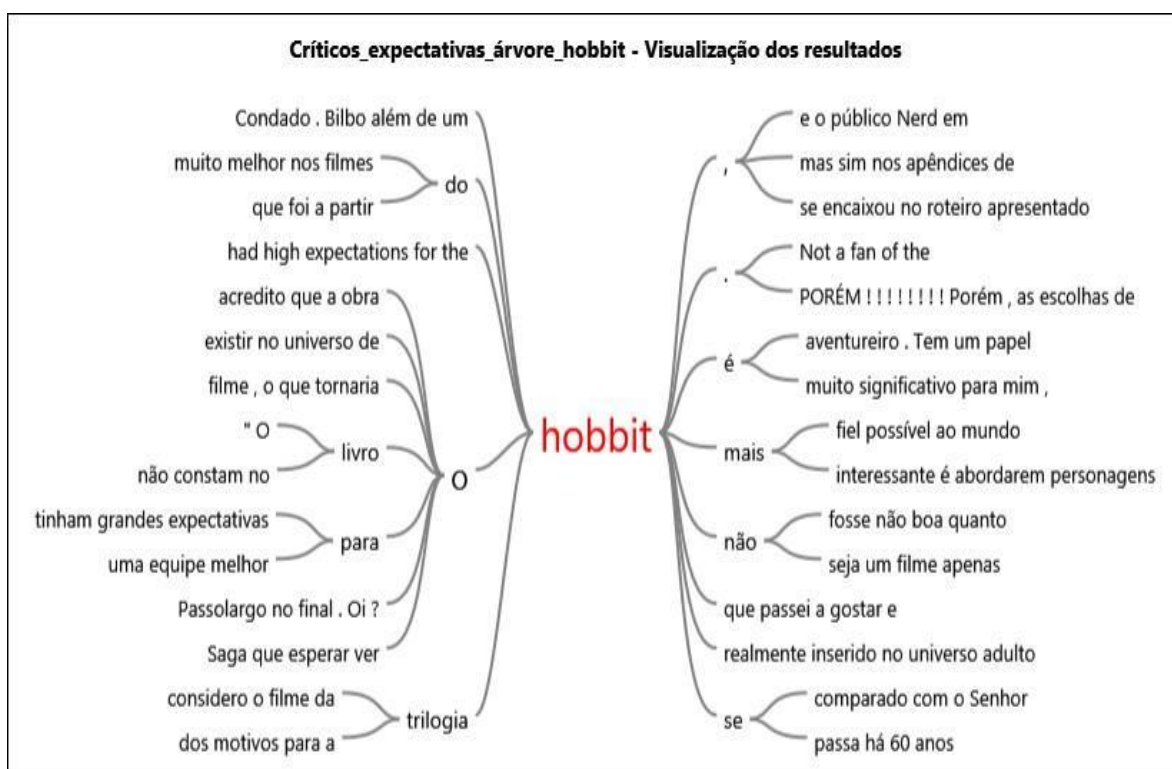 Críticos_expectativas_árvore_hobbit - Visualização dos resultados
Condado . Bilbo além de um
muito melhor nos filmes
do
que foi a partir
had high expectations for the
acredito que a obra
existir no universo de
filme , o que tornaria
" O
livro
não constam no
O
tinham grandes expectativas
para
uma equipe melhor
Passolargo no final . Oi ?
Saga que esperar ver
considero o filme da
trilogia
dos motivos para a
hobbit
,
e o público Nerd em
mas sim nos apêndices de
se encaixou no roteiro apresentado
.
Not a fan of the
PORÉM ! ! ! ! ! ! ! ! Porém , as escolhas de
é
aventureiro . Tem um papel
muito significativo para mim ,
mais
fiel possível ao mundo
interessante é abordarem personagens
não
fosse não boa quanto
seja um filme apenas
que passei a gostar e
realmente inserido no universo adulto
se
comparado com o Senhor
passa há 60 anos